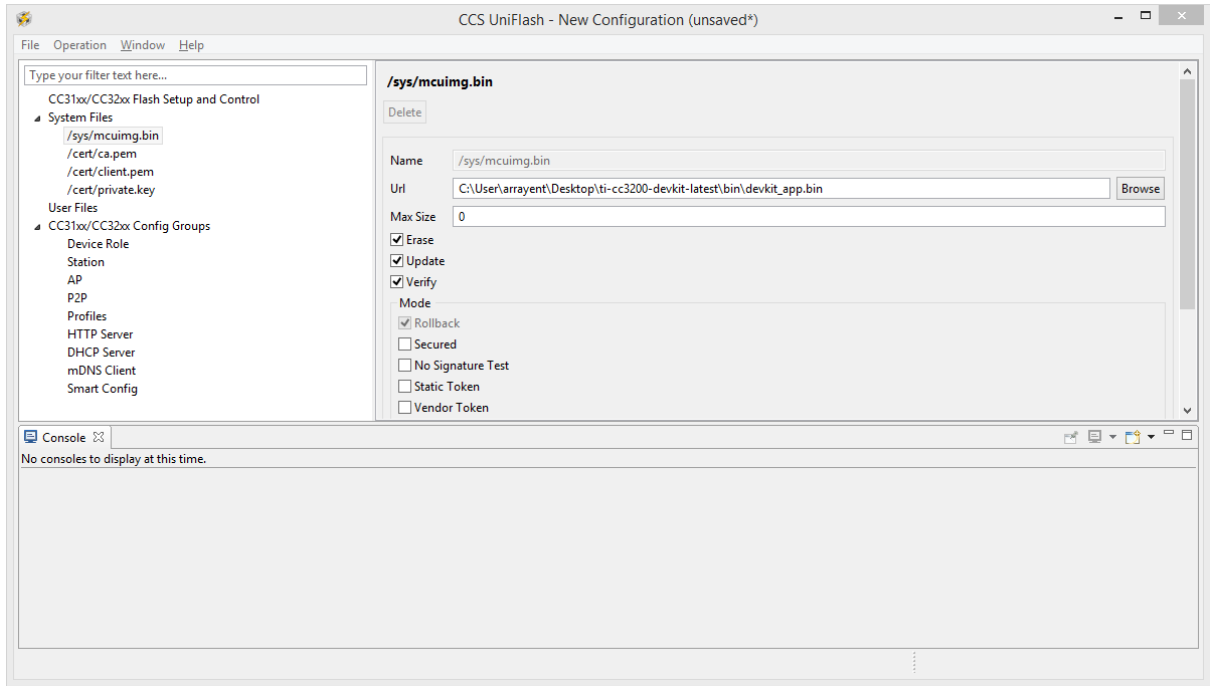 CCS UniFlash - New Configuration (unsaved*)
File Operation Window Help
Type your filter text here...
CC31xx/CC32xx Flash Setup and Control
System Files
/sys/mcuimg.bin
/cert/ca.pem
/cert/client.pem
/cert/private.key
User Files
CC31xx/CC32xx Config Groups
Device Role
Station
AP
P2P
Profiles
HTTP Server
DHCP Server
mDNS Client
Smart Config
/sys/mcuimg.bin
Delete
Name /sys/mcuimg.bin
Url C:\User\arrayent\Desktop\ti-cc3200-devkit-latest\bin\devkit_app.bin Browse
Max Size 0
Erase
Update
Verify
Mode
Rollback
Secured
No Signature Test
Static Token
Vendor Token
Console
No consoles to display at this time.